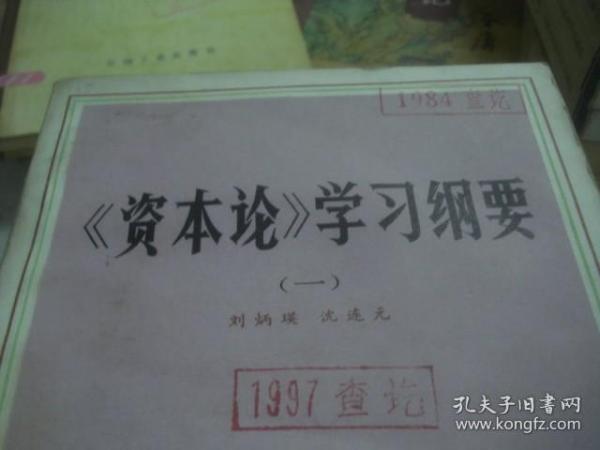 1984 查讫
《资本论》学习纲要
(一)
刘炳瑛 沈连元
1997 查讫
孔夫子旧书网
www.kongfz.com